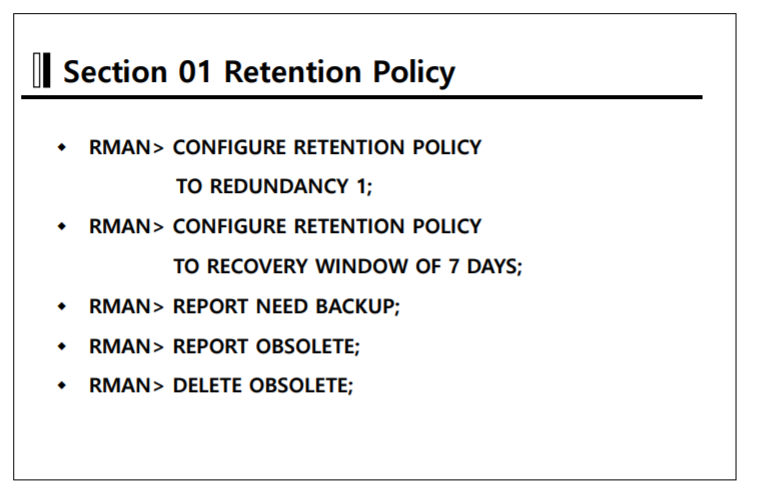 Section 01 Retention Policy
◆ RMAN> CONFIGURE RETENTION POLICY
TO REDUNDANCY 1;
◆ RMAN> CONFIGURE RETENTION POLICY
TO RECOVERY WINDOW OF 7 DAYS;
◆ RMAN> REPORT NEED BACKUP;
◆ RMAN> REPORT OBSOLETE;
◆ RMAN> DELETE OBSOLETE;